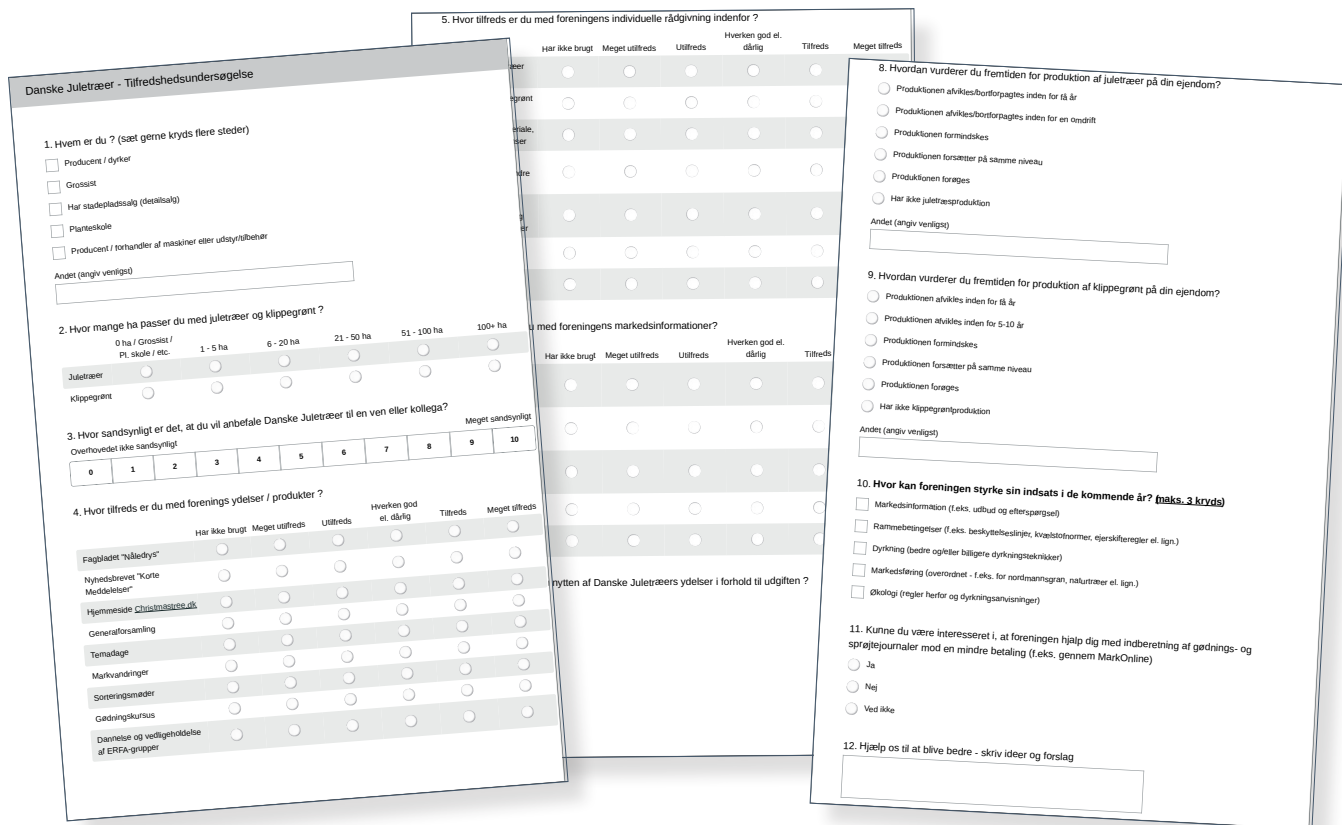 Danske Juletræer - Tilfredshedsundersøgelse
1. Hvem er du ? (sæt gerne kryds flere steder)
Producent / dyrker
Grossist
Har stadepladssalg (detailsalg)
Planteskole
Producent / forhandler af maskiner eller udstyr/tilbehør
Andet (angiv venligst)
2. Hvor mange ha passer du med juletræer og klippegrønt ?
0 ha / Grossist /
Pl. skole / etc. 1 - 5 ha 6 - 20 ha 21 - 50 ha 51 - 100 ha 100+ ha
Juletræer
Klippegrønt
3. Hvor sandsynligt er det, at du vil anbefale Danske Juletræer til en ven eller kollega?
Overhovedet ikke sandsynligt Meget sandsynligt
0 1 2 3 4 5 6 7 8 9 10
4. Hvor tilfreds er du med forenings ydelser / produkter ?
Har ikke brugt Meget utilfreds Utilfreds Hverken god
el. dårlig Tilfreds Meget tilfreds
Fagbladet "Nåledrys"
Nyhedsbrevet "Korte
Meddelelser"
Hjemmeside Christmastree.dk
Generalforsamling
Temadage
Markvandringer
Sorteringsmøder
Gødningskursus
Dannelse og vedligeholdelse
af ERFA-grupper
5. Hvor tilfreds er du med foreningens individuelle rådgivning indenfor ?
Har ikke brugt Meget utilfreds Utilfreds Hverken god el.
dårlig Tilfreds Meget tilfreds
med foreningens markedsinformationer?
Har ikke brugt Meget utilfreds Utilfreds Hverken god el.
dårlig Tilfreds
nytten af Danske Juletræers ydelser i forhold til udgiften ?
8. Hvordan vurderer du fremtiden for produktion af juletræer på din ejendom?
Produktionen afvikles/bortforpagtes inden for få år
Produktionen afvikles/bortforpagtes inden for en omdrift
Produktionen formindskes
Produktionen forsætter på samme niveau
Produktionen forøges
Har ikke juletræsproduktion
Andet (angiv venligst)
9. Hvordan vurderer du fremtiden for produktion af klippegrønt på din ejendom?
Produktionen afvikles inden for få år
Produktionen afvikles inden for 5-10 år
Produktionen formindskes
Produktionen forsætter på samme niveau
Produktionen forøges
Har ikke klippegrøntproduktion
Andet (angiv venligst)
10. Hvor kan foreningen styrke sin indsats i de kommende år? (maks. 3 kryds)
Markedsinformation (f.eks. udbud og efterspørgsel)
Rammebetingelser (f.eks. beskyttelseslinjer, kvælstofnormer, ejerskifteregler el. lign.)
Dyrkning (bedre og/eller billigere dyrkningsteknikker)
Markedsføring (overordnet - f.eks. for nordmannsgran, naturtræer el. lign.)
Økologi (regler herfor og dyrkningsanvisninger)
11. Kunne du være interesseret i, at foreningen hjalp dig med indberetning af gødnings- og
sprøjtejournaler mod en mindre betaling (f.eks. gennem MarkOnline)
Ja
Nej
Ved ikke
12. Hjælp os til at blive bedre - skriv ideer og forslag